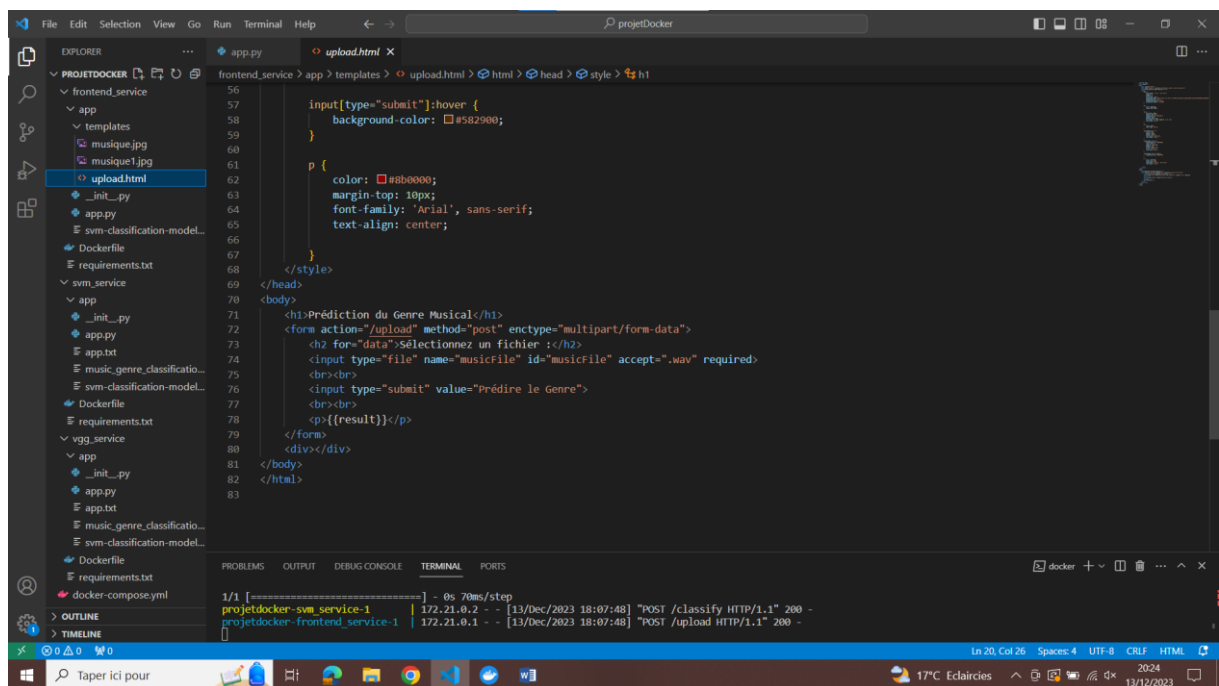 File Edit Selection View Go Run Terminal Help
projetDocker
EXPLORER
PROJETDOCKER
frontend_service
app
templates
musique.jpg
musique1.jpg
upload.html
__init__.py
app.py
svm-classification-model...
Dockerfile
requirements.txt
svm_service
app
__init__.py
app.py
app.txt
music_genre_classificatio...
svm-classification-model...
Dockerfile
requirements.txt
vgg_service
app
__init__.py
app.py
app.txt
music_genre_classificatio...
svm-classification-model...
Dockerfile
requirements.txt
docker-compose.yml
OUTLINE
TIMELINE
app.py
upload.html
frontend_service > app > templates > upload.html > html > head > style > h1
56
57 input[type="submit"]:hover {
58 background-color: #582900;
59 }
60
61 p {
62 color: #8b0000;
63 margin-top: 10px;
64 font-family: 'Arial', sans-serif;
65 text-align: center;
66
67 }
68 </style>
69 </head>
70 <body>
71 <h1>Prédiction du Genre Musical</h1>
72 <form action="/upload" method="post" enctype="multipart/form-data">
73 <h2 for="data">Sélectionnez un fichier :</h2>
74 <input type="file" name="musicFile" id="musicFile" accept=".wav" required>
75 <br><br>
76 <input type="submit" value="Prédire le Genre">
77 <br><br>
78 <p>{{result}}</p>
79 </form>
80 <div></div>
81 </body>
82 </html>
83
PROBLEMS OUTPUT DEBUG CONSOLE TERMINAL PORTS
docker
1/1 [==============================] - 0s 70ms/step
projetdocker-svm_service-1 | 172.21.0.2 - - [13/Dec/2023 18:07:48] "POST /classify HTTP/1.1" 200 -
projetdocker-frontend_service-1 | 172.21.0.1 - - [13/Dec/2023 18:07:48] "POST /upload HTTP/1.1" 200 -
0 0 0
Ln 20, Col 26 Spaces: 4 UTF-8 CRLF HTML
Taper ici pour
17°C Eclaircies
20:24
13/12/2023